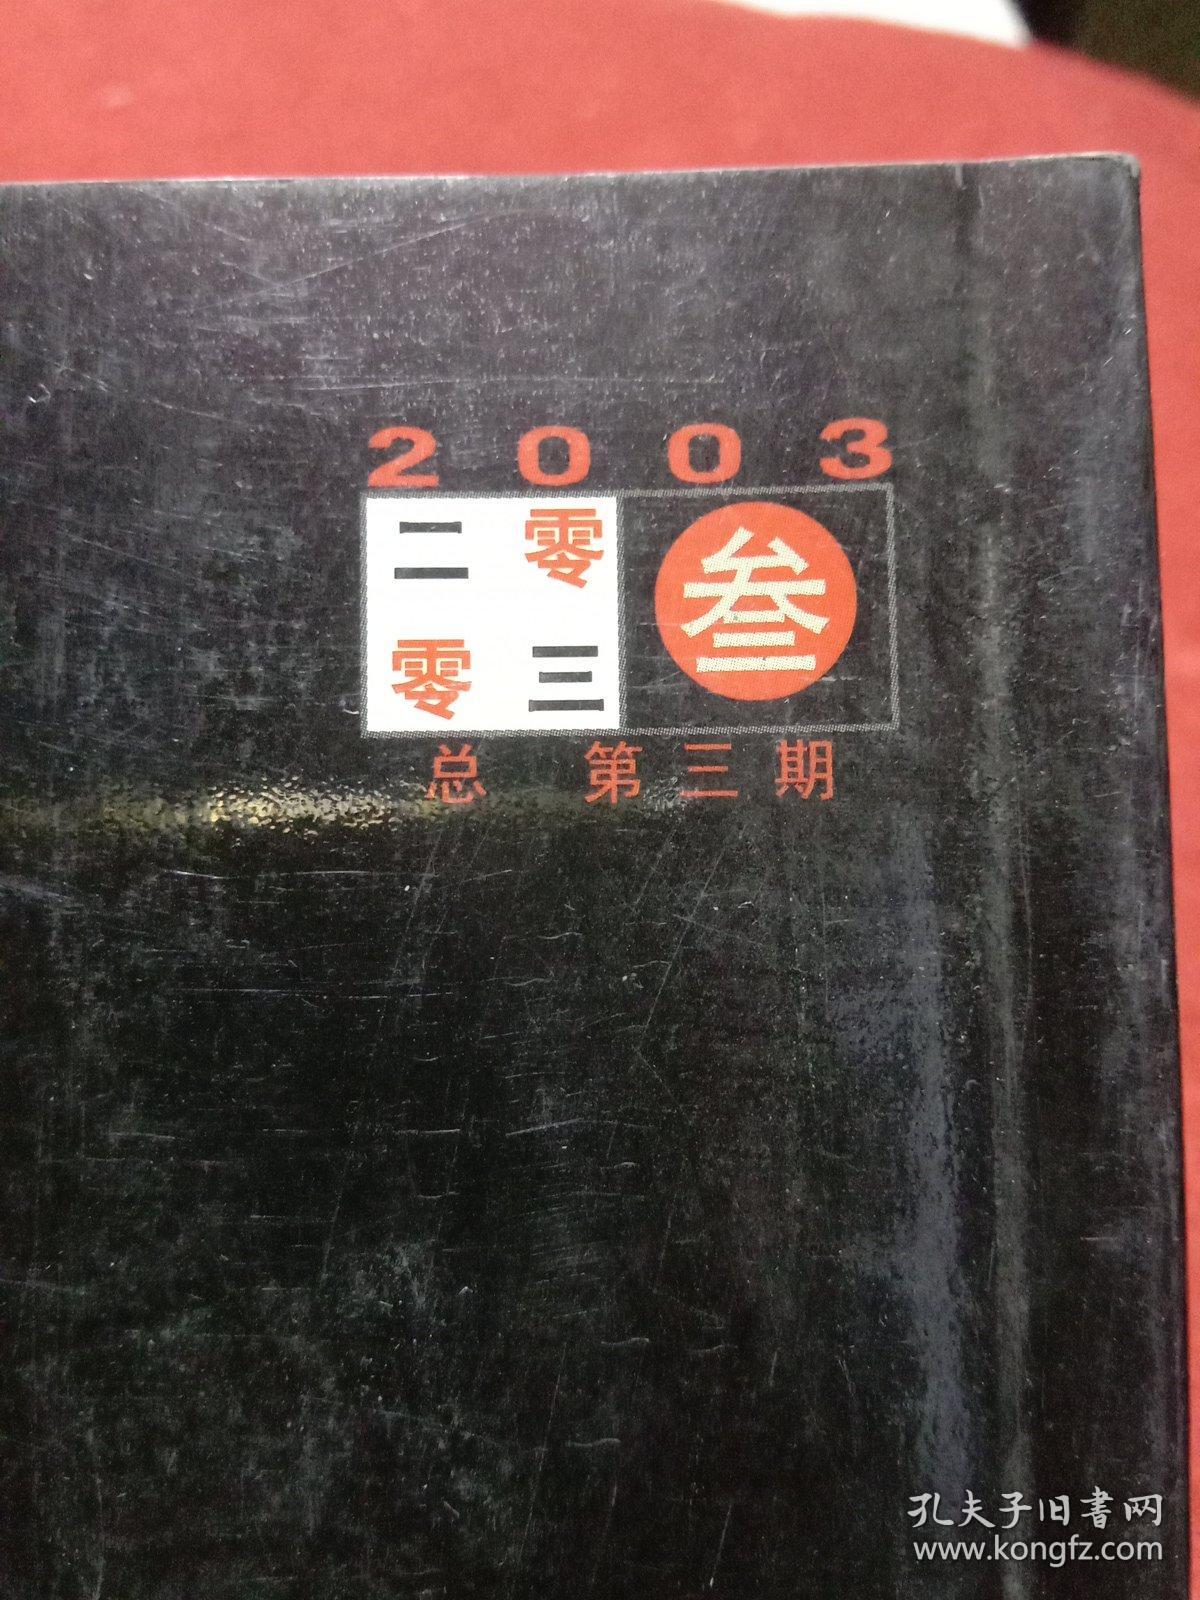 2003
二零
零三
叁
总 第三期
孔夫子旧書网
www.kongfz.com